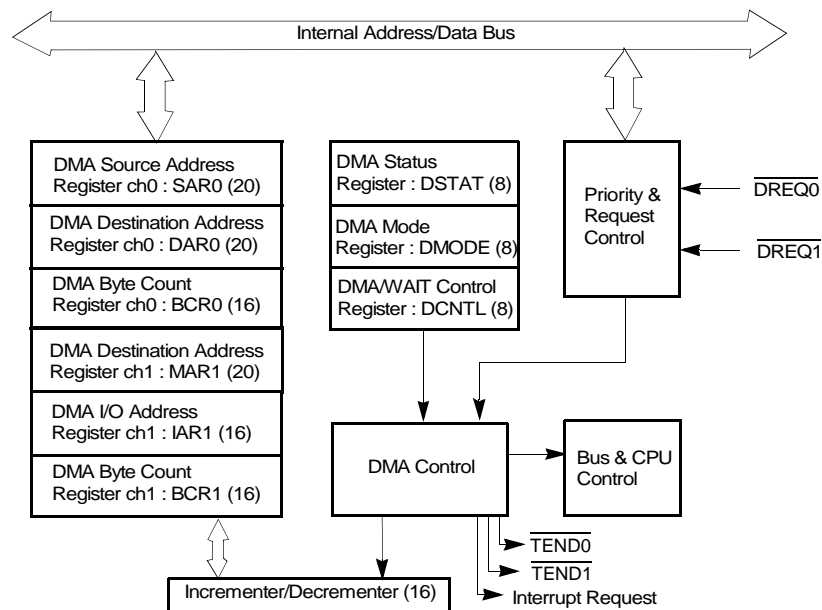 Internal Address/Data Bus
DMA Source Address
Register ch0 : SAR0 (20)
DMA Destination Address
Register ch0 : DAR0 (20)
DMA Byte Count
Register ch0 : BCR0 (16)
DMA Destination Address
Register ch1 : MAR1 (20)
DMA I/O Address
Register ch1 : IAR1 (16)
DMA Byte Count
Register ch1 : BCR1 (16)
DMA Status
Register : DSTAT (8)
DMA Mode
Register : DMODE (8)
DMA/WAIT Control
Register : DCNTL (8)
Priority &
Request
Control
DREQ0
DREQ1
DMA Control
Bus & CPU
Control
TEND0
TEND1
Interrupt Request
Incrementer/Decrementer (16)